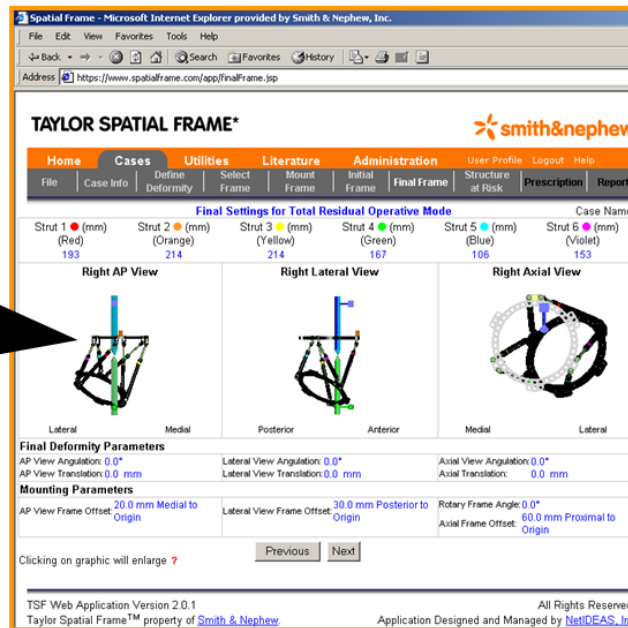 Spatial Frame - Microsoft Internet Explorer provided by Smith & Nephew, Inc.
File Edit View Favorites Tools Help
Back Search Favorites History
Address https://www.spatialframe.com/app/finalFrame.jsp
TAYLOR SPATIAL FRAME* smith&nephew
Home Cases Utilities Literature Administration User Profile Logout Help
File Case Info Define Deformity Select Frame Mount Frame Initial Frame Final Frame Structure at Risk Prescription Report
Final Settings for Total Residual Operative Mode Case Name
Strut 1 (mm) Strut 2 (mm) Strut 3 (mm) Strut 4 (mm) Strut 5 (mm) Strut 6 (mm)
(Red) (Orange) (Yellow) (Green) (Blue) (Violet)
193 214 214 167 106 153
Right AP View Right Lateral View Right Axial View
Lateral Medial Posterior Anterior Medial Lateral
Final Deformity Parameters
AP View Angulation: 0.0° Lateral View Angulation: 0.0° Axial View Angulation: 0.0°
AP View Translation: 0.0 mm Lateral View Translation: 0.0 mm Axial Translation: 0.0 mm
Mounting Parameters
AP View Frame Offset: 20.0 mm Medial to Origin Lateral View Frame Offset: 30.0 mm Posterior to Origin Rotary Frame Angle: 0.0°
Axial Frame Offset: 60.0 mm Proximal to Origin
Previous Next
Clicking on graphic will enlarge ?
TSF Web Application Version 2.0.1 All Rights Reserve
Taylor Spatial Frame™ property of Smith & Nephew. Application Designed and Managed by NetIDEAS, In